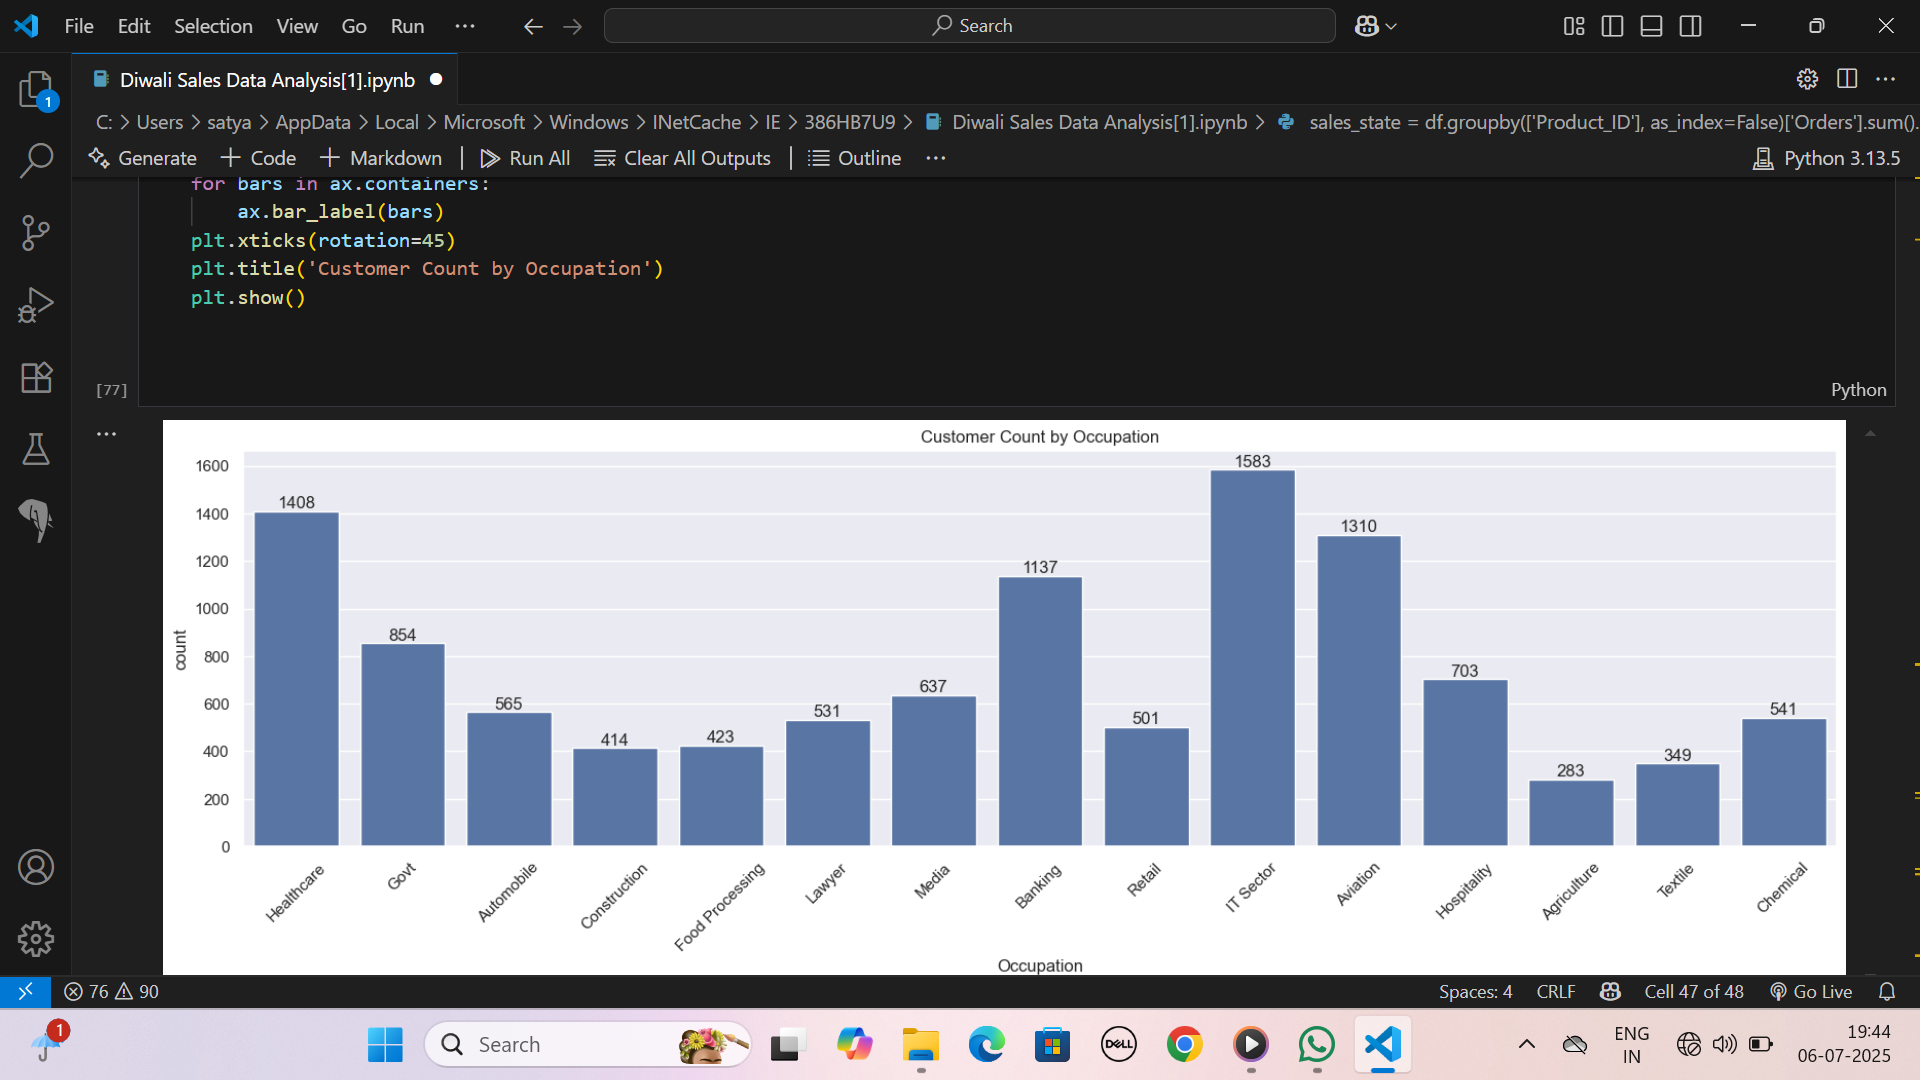 File Edit Selection View Go Run ···
Search
Diwali Sales Data Analysis[1].ipynb
1
C: > Users > satya > AppData > Local > Microsoft > Windows > INetCache > IE > 386HB7U9 > Diwali Sales Data Analysis[1].ipynb > sales_state = df.groupby(['Product_ID'], as_index=False)['Orders'].sum().
Generate + Code + Markdown | Run All Clear All Outputs | Outline ···
Python 3.13.5
for bars in ax.containers:
ax.bar_label(bars)
plt.xticks(rotation=45)
plt.title('Customer Count by Occupation')
plt.show()
[77]
Python
···
Customer Count by Occupation
1600
1400
1200
1000
800
600
400
200
0
count
1408
854
565
414
423
531
637
1137
501
1583
1310
703
283
349
541
Healthcare
Govt
Automobile
Construction
Food Processing
Lawyer
Media
Banking
Retail
IT Sector
Aviation
Hospitality
Agriculture
Textile
Chemical
Occupation
76 90
Spaces: 4 CRLF Cell 47 of 48 Go Live
1
Search
DELL
ENG
IN
19:44
06-07-2025